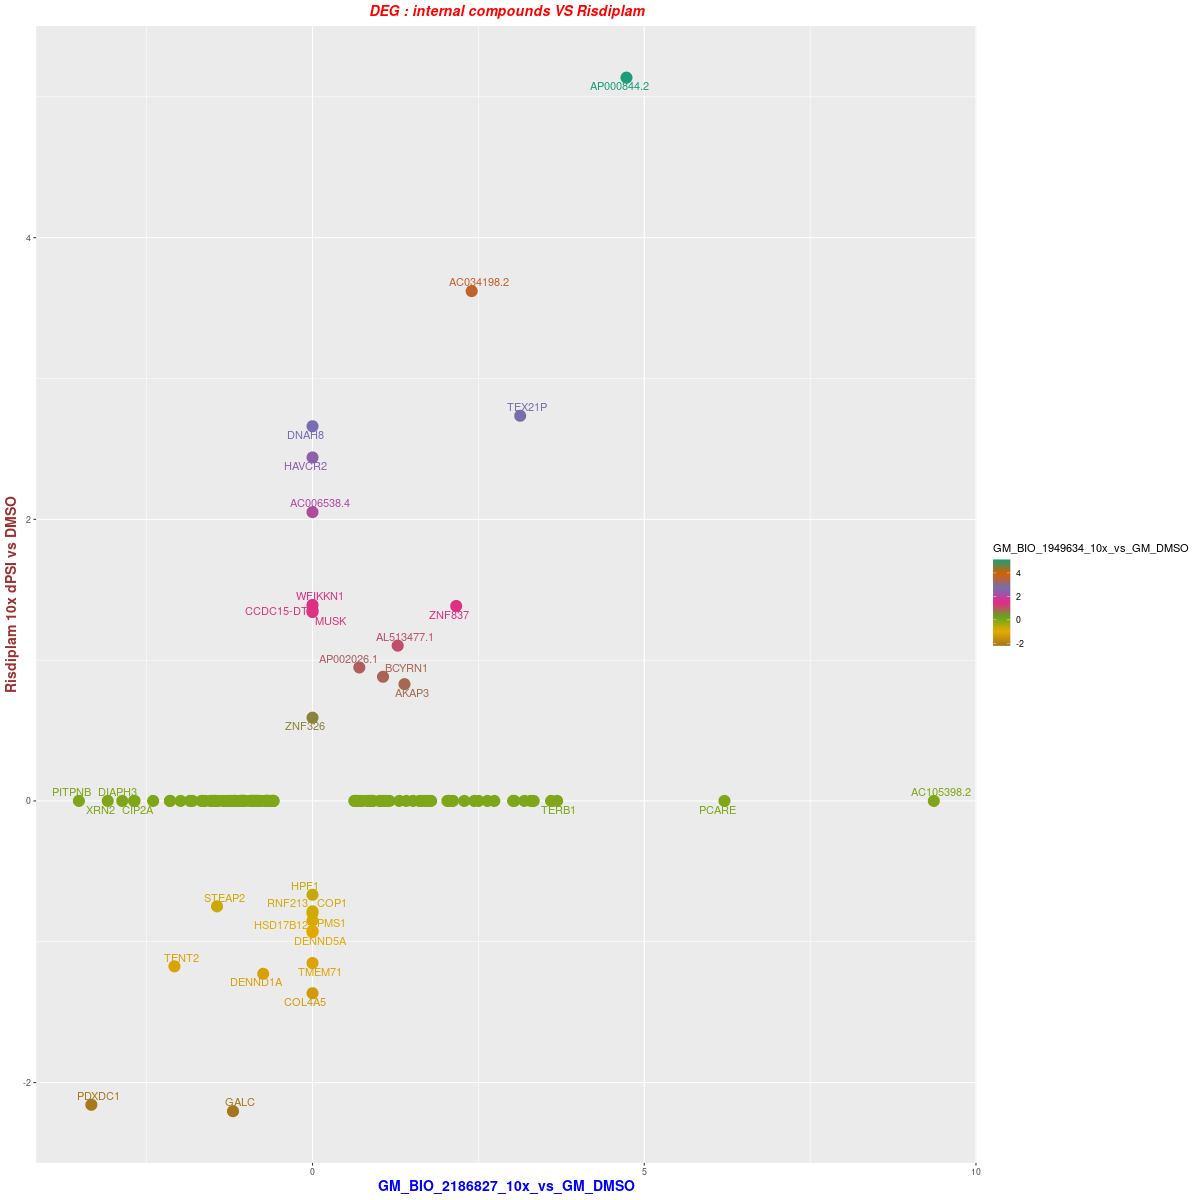 DEG : internal compounds VS Risdiplam
AP000844.2
4
AC034198.2
TEX21P
DNAH8
HAVCR2
AC006538.4
2
Risdiplam 10x dPSI vs DMSO
GM_BIO_1949634_10x_vs_GM_DMSO
4
2
0
-2
WFIKKN1
CCDC15-DT
MUSK
ZNF837
AL513477.1
AP002026.1
BCYRN1
AKAP3
ZNF326
PITPNB DIAPH3
AC105398.2
0
XRN2 CIP2A
TERB1
PCARE
HPF1
STEAP2
RNF213 COP1
HSD17B12 PMS1
DENND5A
TENT2
TMEM71
DENND1A
COL4A5
-2
PDXDC1
GALC
0 5 10
GM_BIO_2186827_10x_vs_GM_DMSO